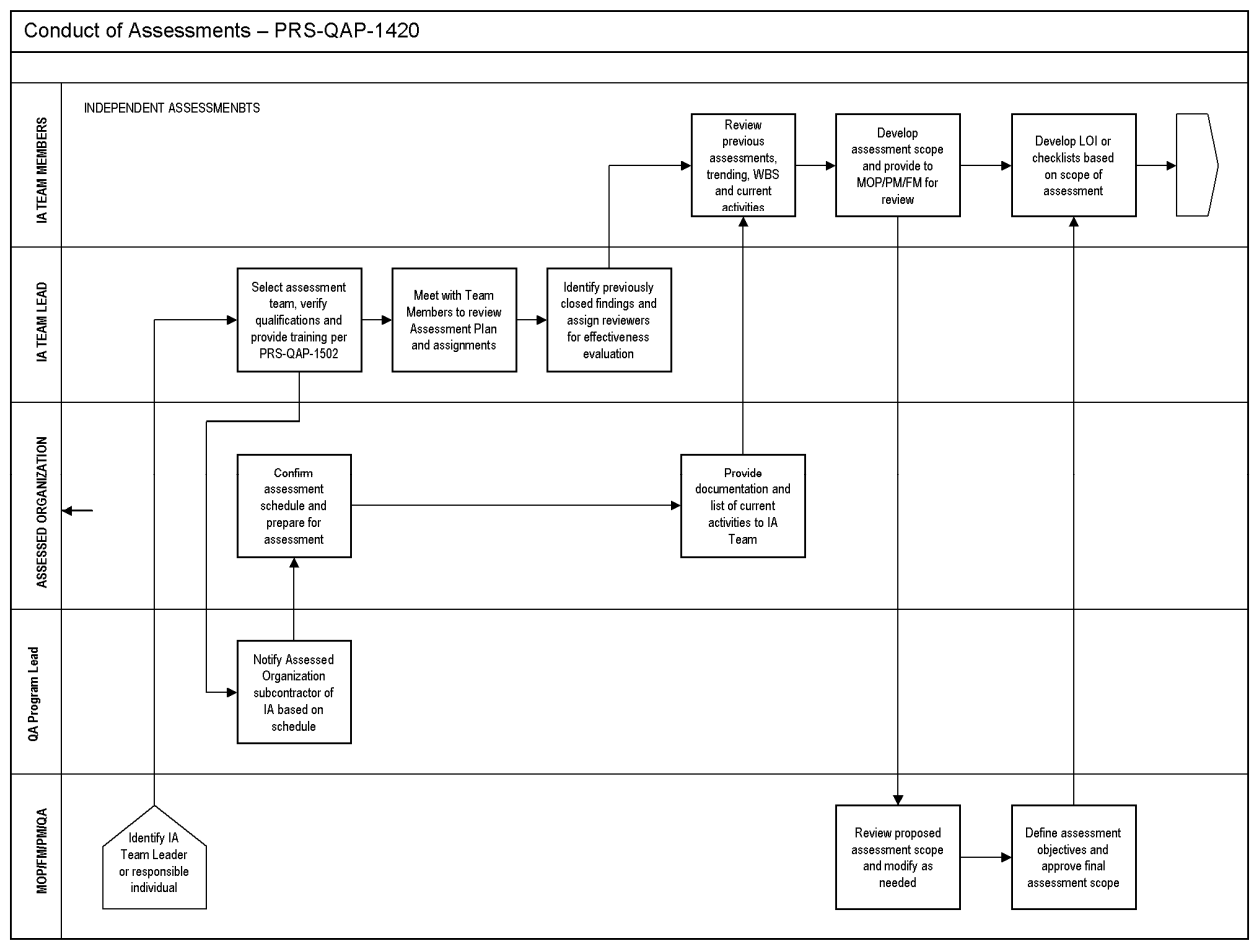 Conduct of Assessments – PRS-QAP-1420
IA TEAM MEMBERS
INDEPENDENT ASSESSMENBTS
Review
previous
assessments,
trending, WBS
and current
activities
Develop
assessment scope
and provide to
MOP/PM/FM for
review
Develop LOI or
checklists based
on scope of
assessment
IA TEAM LEAD
Select assessment
team, verify
qualifications and
provide training per
PRS-QAP-1502
Meet with Team
Members to review
Assessment Plan
and assignments
Identify previously
closed findings and
assign reviewers
for effectiveness
evaluation
ASSESSED ORGANIZATION
Confirm
assessment
schedule and
prepare for
assessment
Provide
documentation and
list of current
activities to IA
Team
QA Program Lead
Notify Assessed
Organization
subcontractor of
IA based on
schedule
MOP/FM/PM/QA
Identify IA
Team Leader
or responsible
individual
Review proposed
assessment scope
and modify as
needed
Define assessment
objectives and
approve final
assessment scope